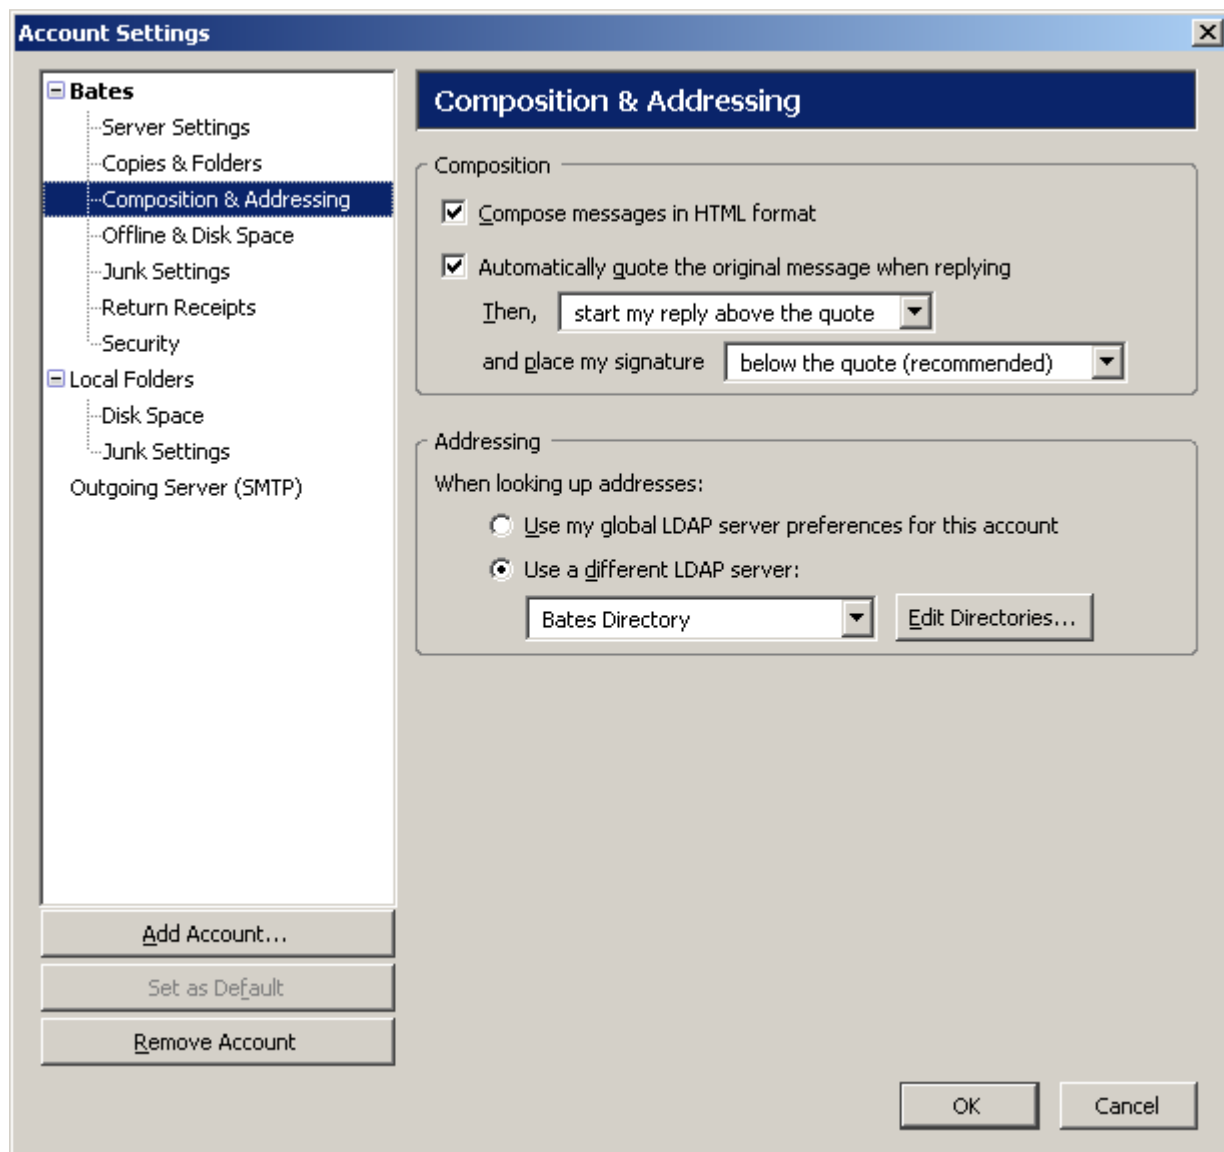 Account Settings
Bates
Server Settings
Copies & Folders
Composition & Addressing
Offline & Disk Space
Junk Settings
Return Receipts
Security
Local Folders
Disk Space
Junk Settings
Outgoing Server (SMTP)
Add Account...
Set as Default
Remove Account
Composition & Addressing
Composition
Compose messages in HTML format
Automatically quote the original message when replying
Then, start my reply above the quote
and place my signature below the quote (recommended)
Addressing
When looking up addresses:
Use my global LDAP server preferences for this account
Use a different LDAP server:
Bates Directory Edit Directories...
OK Cancel